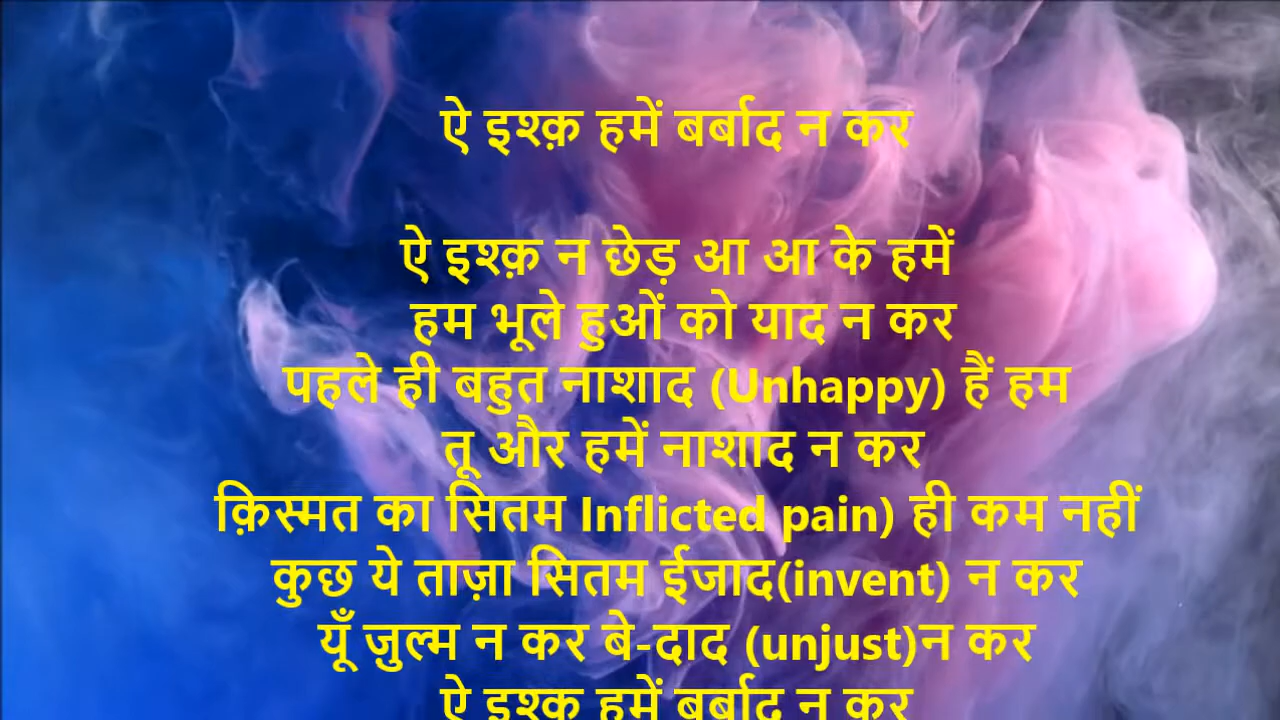 ऐ इश्क़ हमें बर्बाद न कर
ऐ इश्क़ न छेड़ आ आ के हमें
हम भूले हुओं को याद न कर
पहले ही बहुत नाशाद (Unhappy) हैं हम
तू और हमें नाशाद न कर
क़िस्मत का सितम Inflicted pain) ही कम नहीं
कुछ ये ताज़ा सितम ईजाद(invent) न कर
यूँ ज़ुल्म न कर बे-दाद (unjust)न कर
ऐ इश्क़ हमें बर्बाद न कर